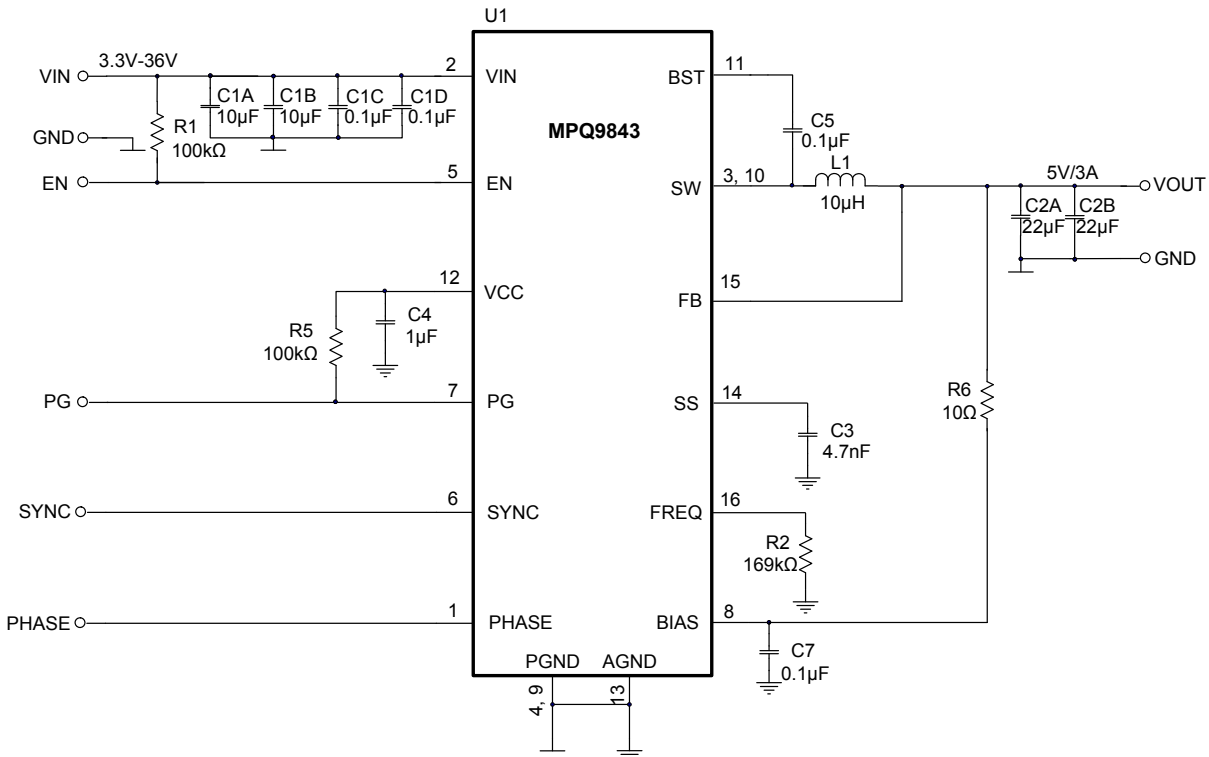 U1
VIN
3.3V-36V
2
VIN
C1A
10µF
C1B
10µF
C1C
0.1µF
C1D
0.1µF
GND
R1
100kΩ
EN
5
EN
MPQ9843
BST
11
C5
0.1µF
SW
3, 10
L1
10µH
5V/3A
VOUT
C2A
22µF
C2B
22µF
GND
12
VCC
C4
1µF
R5
100kΩ
FB
15
PG
7
PG
SS
14
C3
4.7nF
R6
10Ω
SYNC
6
SYNC
FREQ
16
R2
169kΩ
PHASE
1
PHASE
BIAS
8
C7
0.1µF
PGND
AGND
4, 9
13